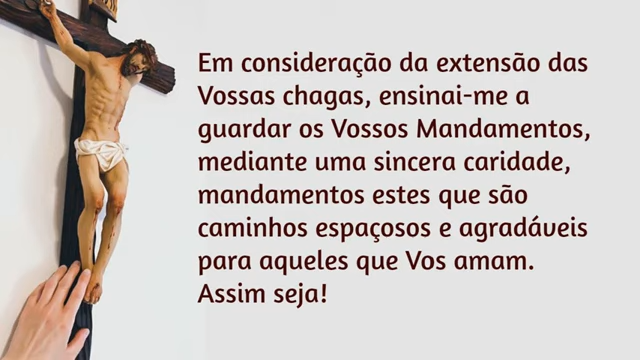 Em consideração da extensão das
Vossas chagas, ensinai-me a
guardar os Vossos Mandamentos,
mediante uma sincera caridade,
mandamentos estes que são
caminhos espaçosos e agradáveis
para aqueles que Vos amam.
Assim seja!